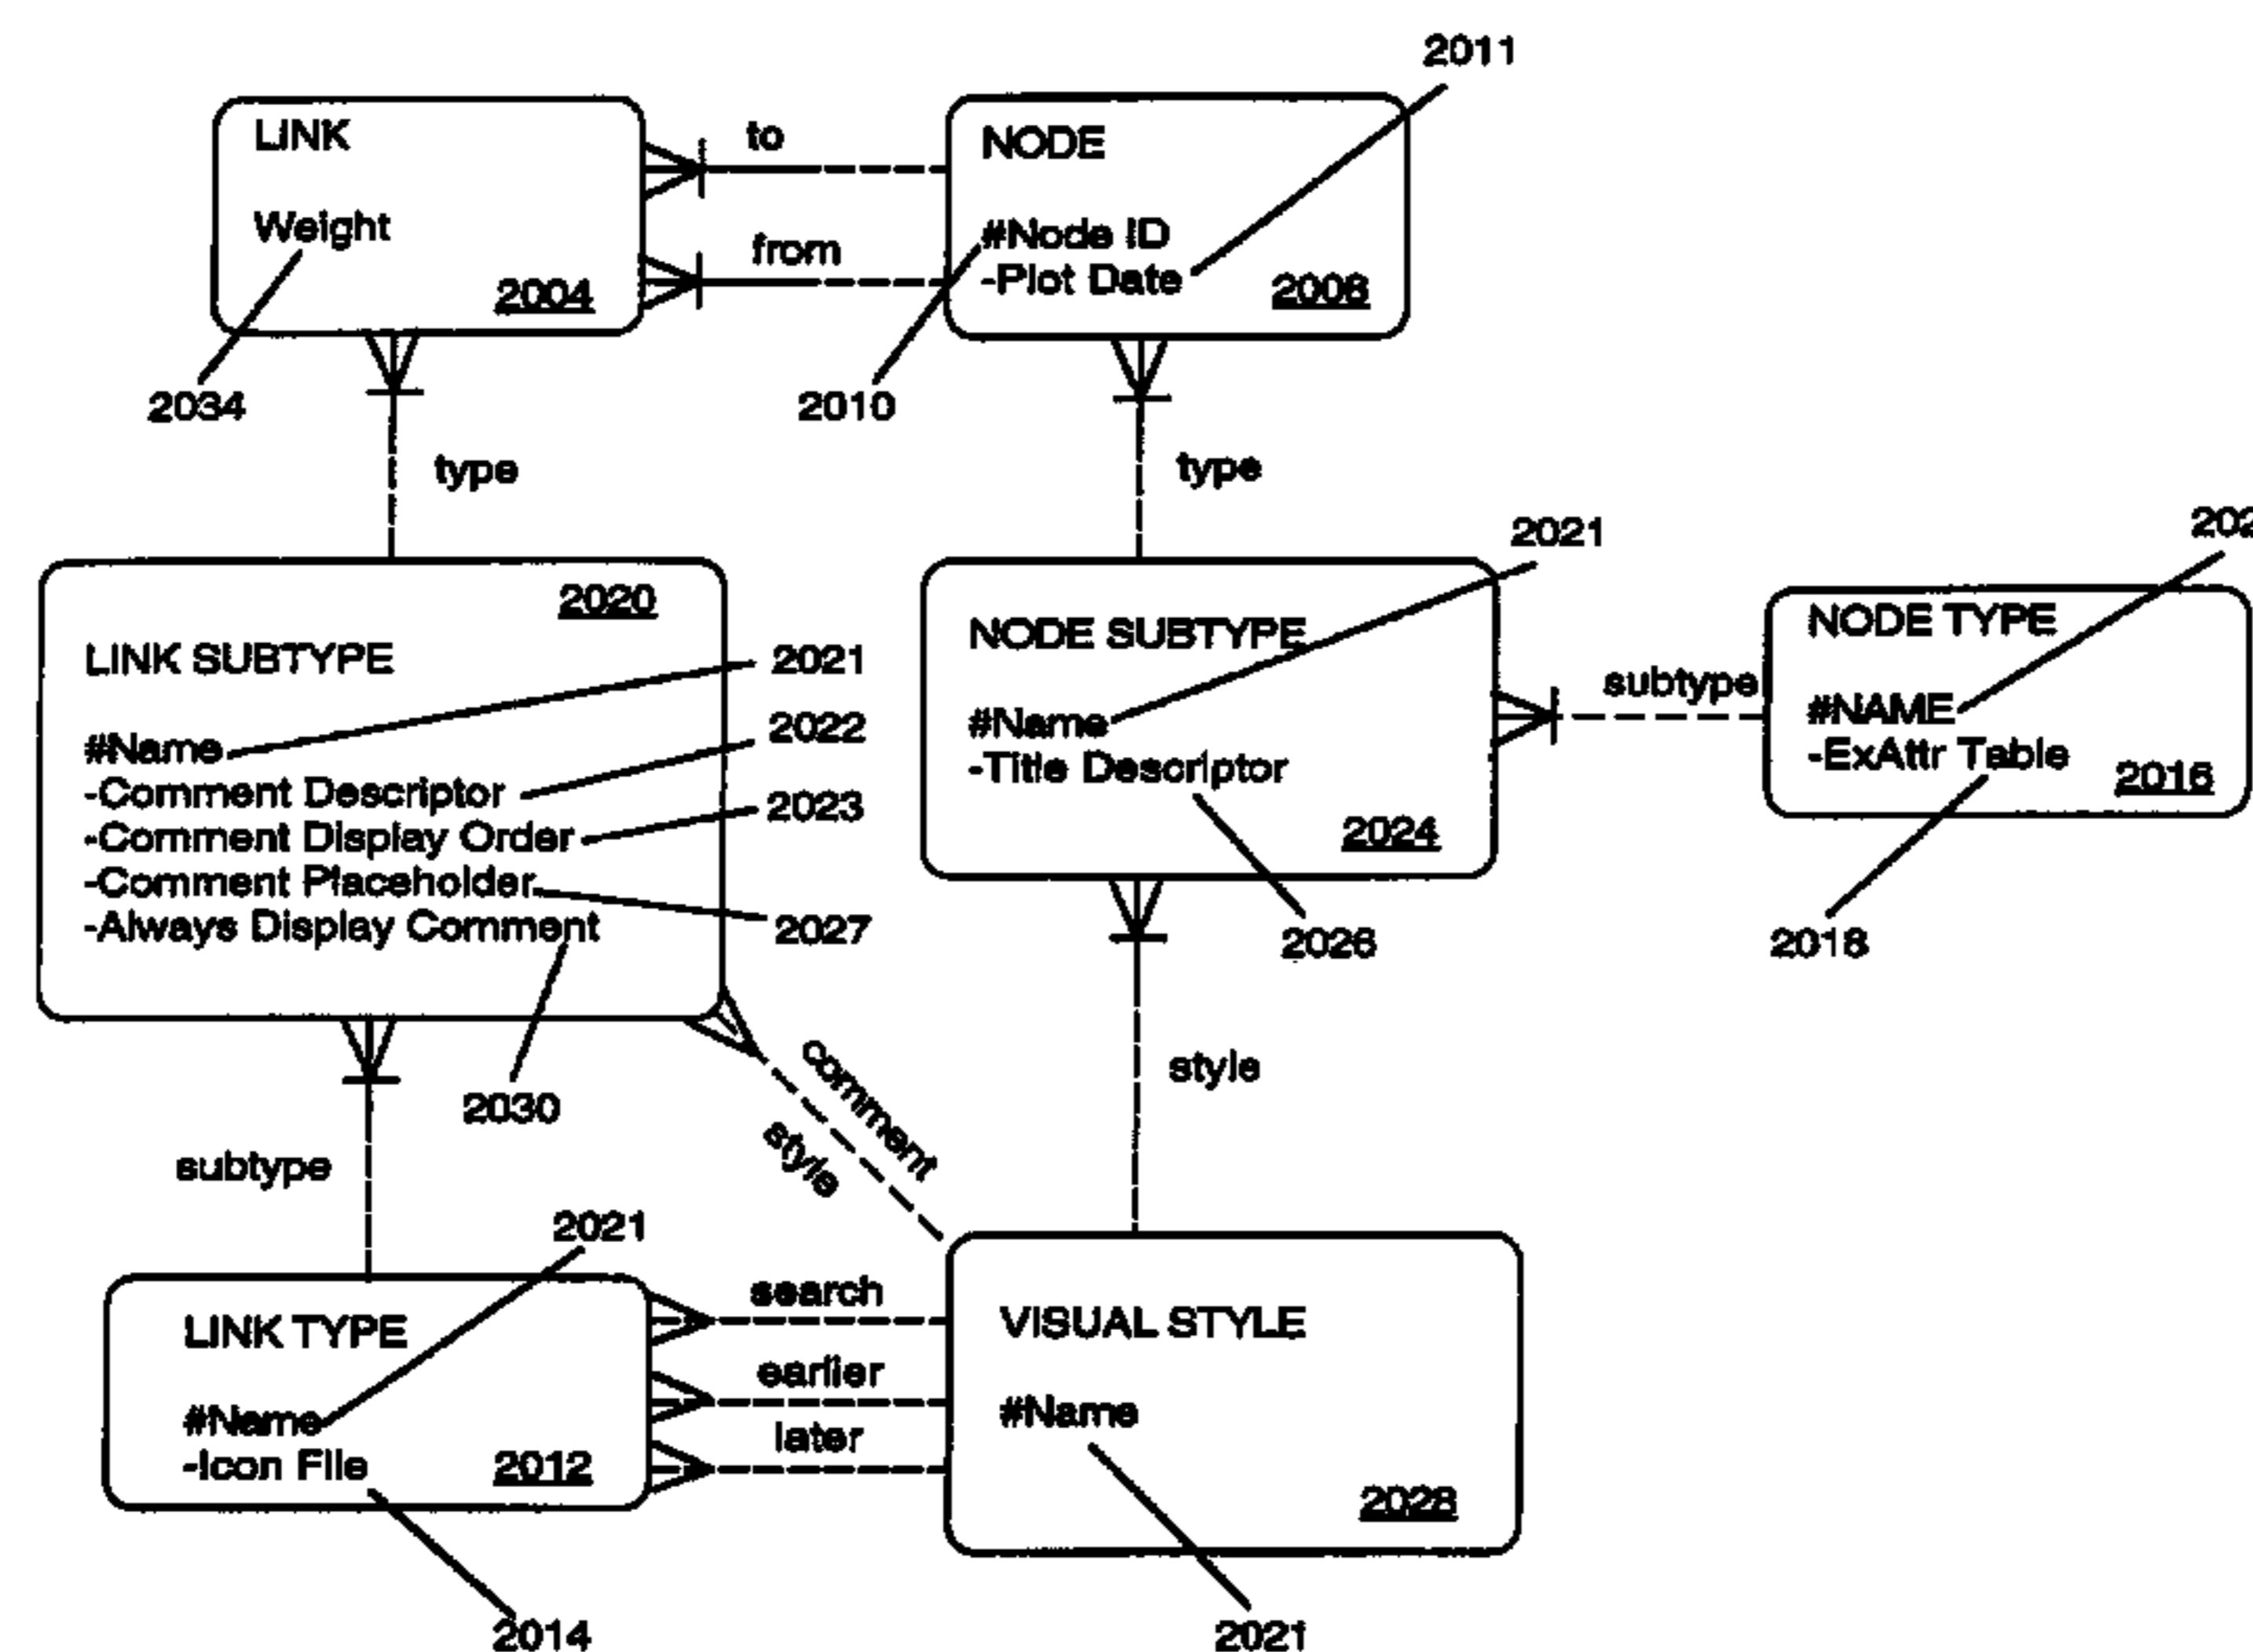 2011
LINK
to
NODE
Weight
#Node ID
from
-Plot Date
2004
2008
2034
2010
type
type
2021
2020
NODE TYPE
LINK SUBTYPE
2021
NODE SUBTYPE
subtype
#NAME
#Name
2022
#Name
-ExAttr Table
-Comment Descriptor
-Title Descriptor
2016
-Comment Display Order
2023
2024
-Comment Placeholder
-Always Display Comment
2027
2026
2018
comment
style
style
2030
subtype
2021
search
LINK TYPE
VISUAL STYLE
earlier
#Name
#Name
later
-Icon File
2012
2028
2014
2021